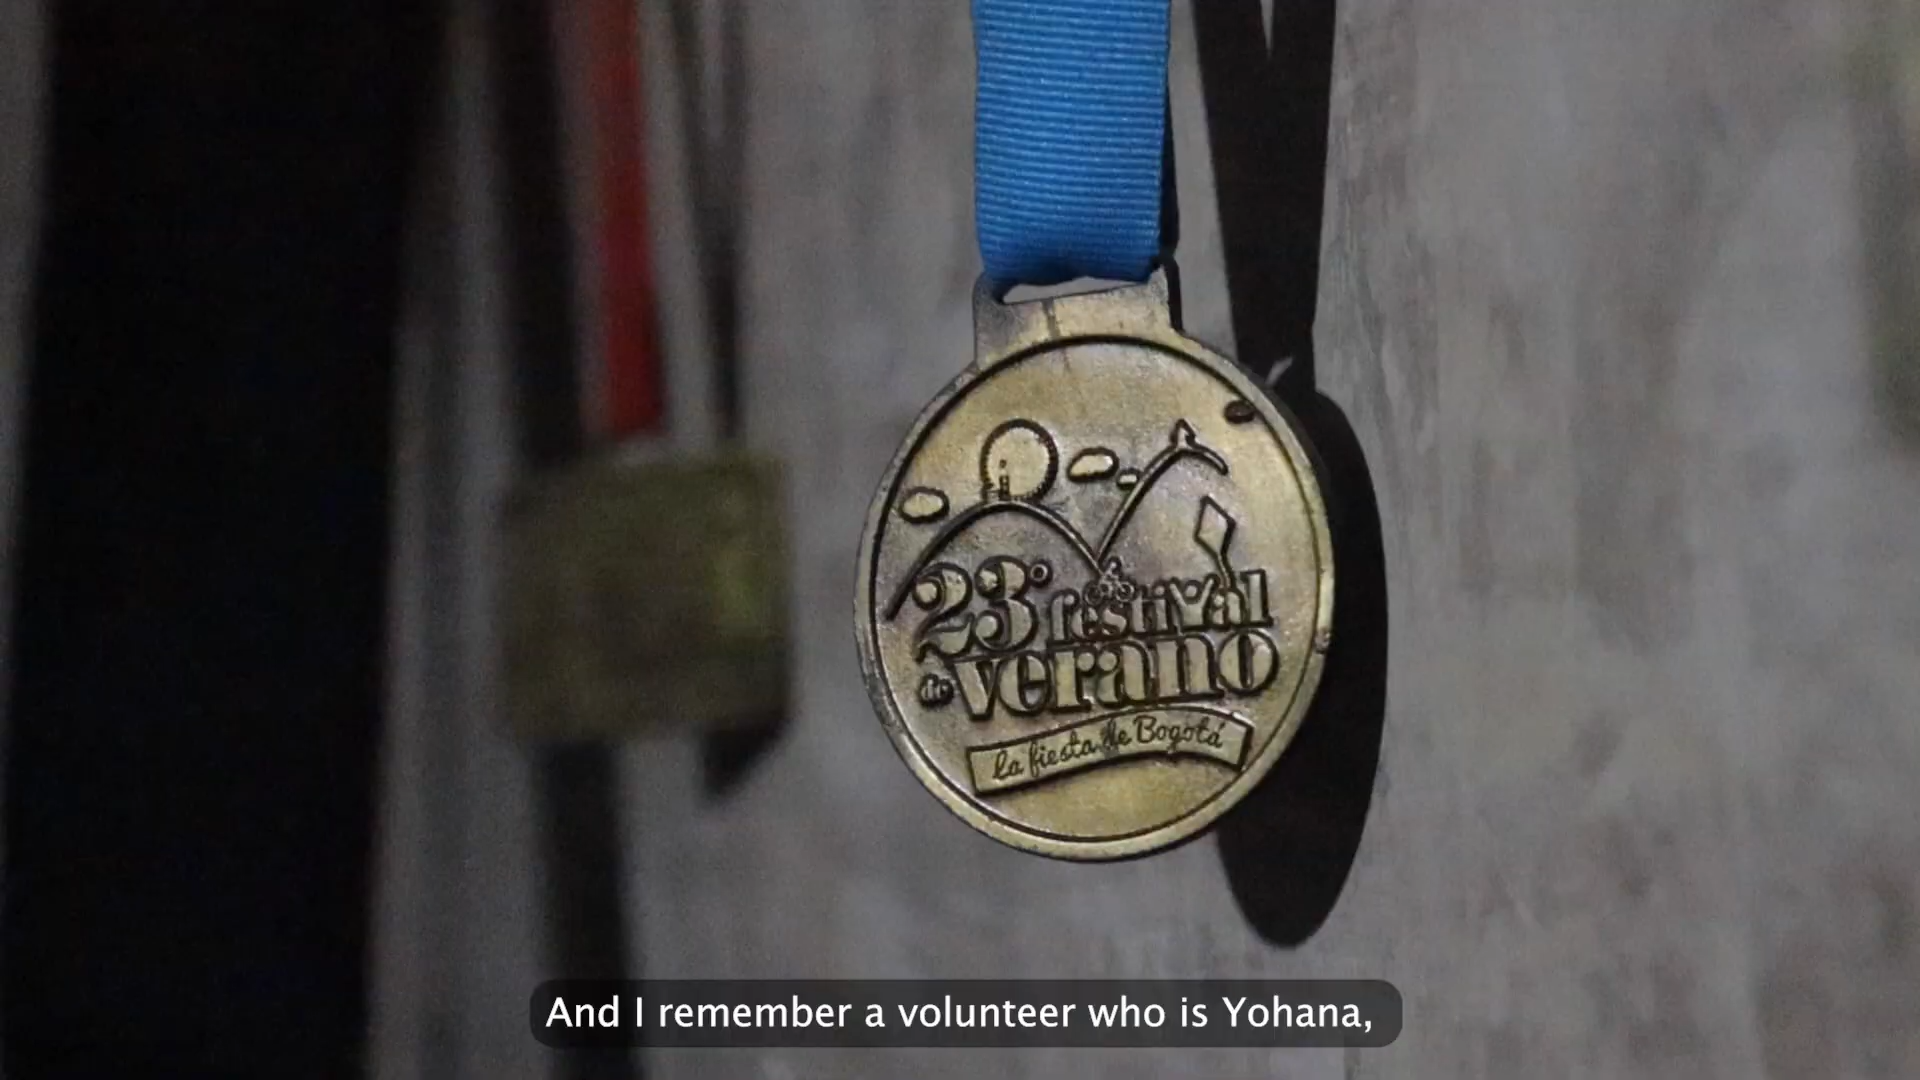 23° festival
de verano
la fiesta de Bogotá
And I remember a volunteer who is Yohana,